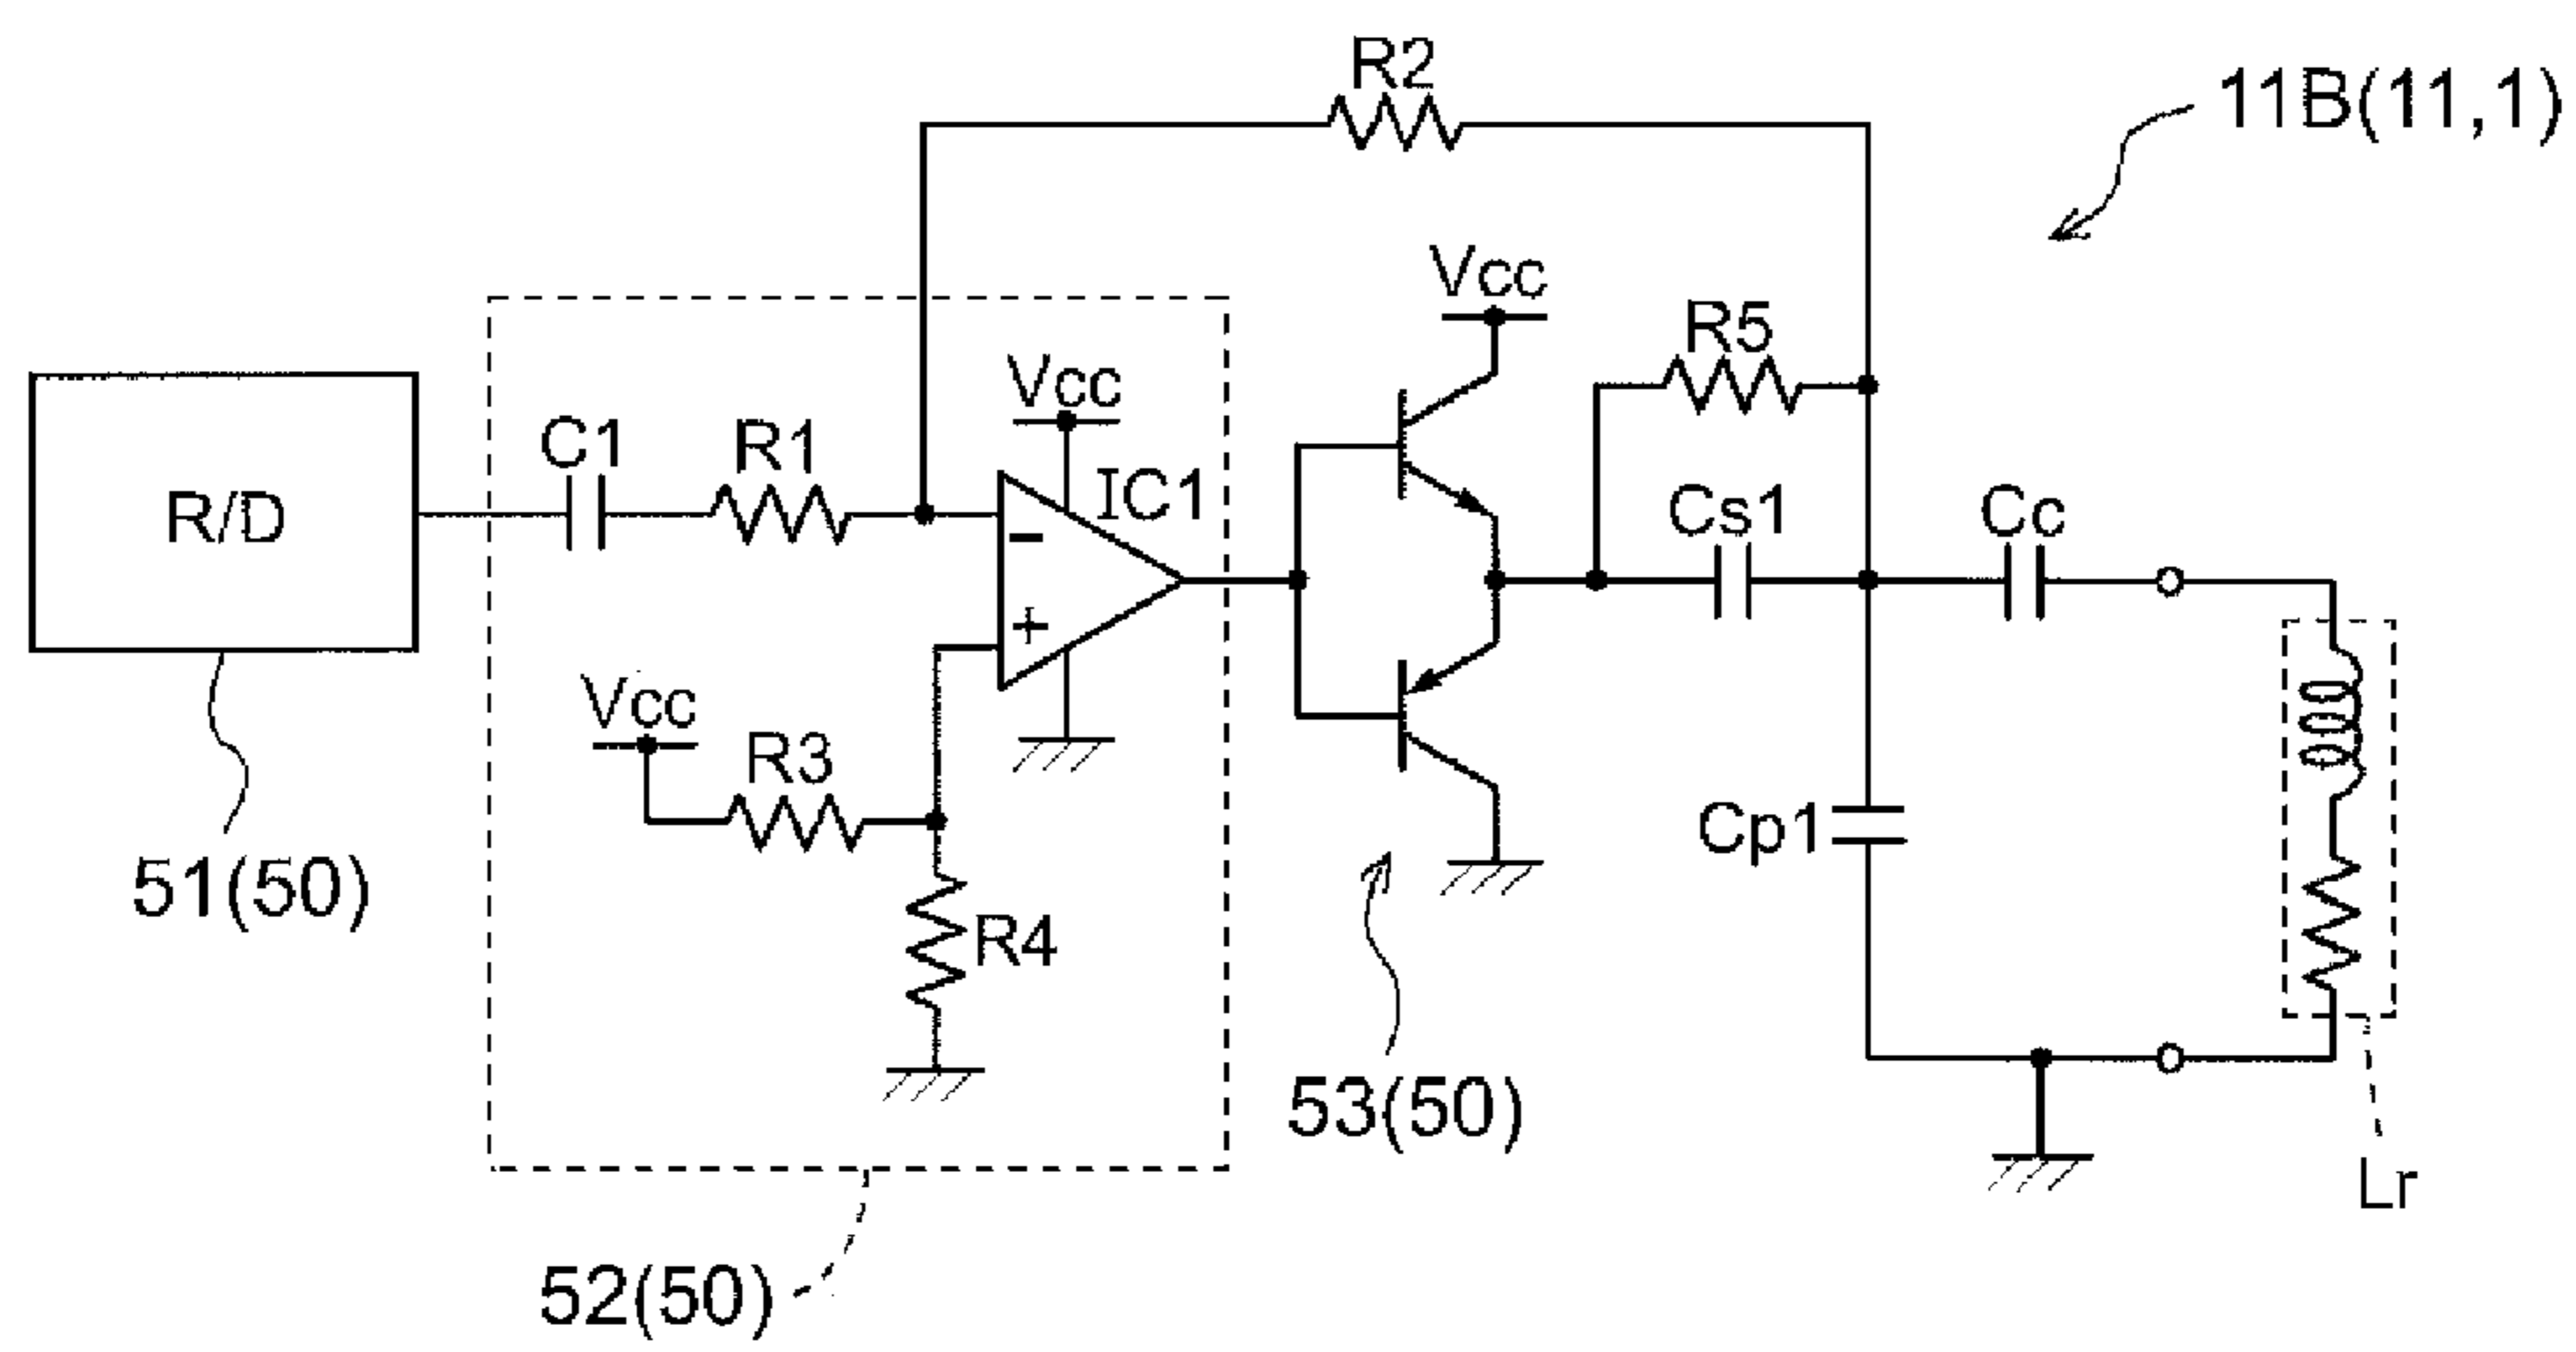 R2
11B(11,1)
Vcc
R5
Vcc
C1
R1
IC1
R/D
Cs1
Cc
−
+
Vcc
R3
Cp1
51(50)
R4
53(50)
Lr
52(50)